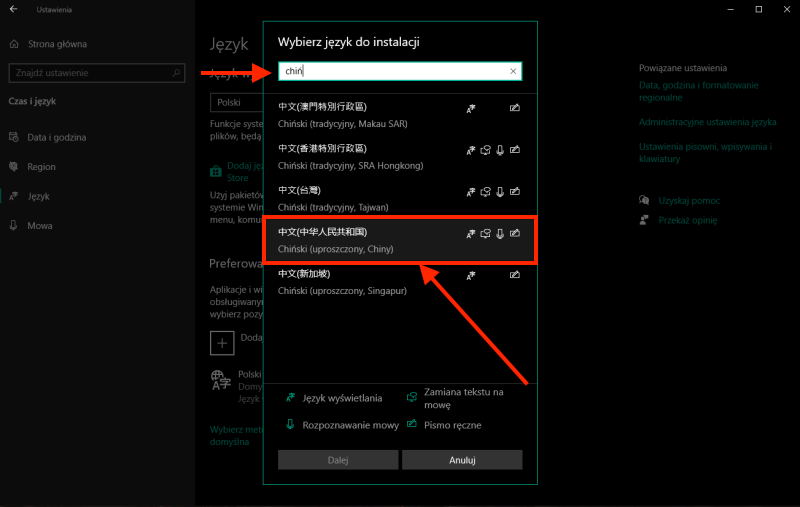 Ustawienia
Strona główna
Znajdź ustawienie
Czas i język
Data i godzina
Region
Język
Mowa
Język
Język w
Polski
Funkcje syste
plików, będą
Dodaj ję
Store
Użyj pakietów
systemie Win
menu, komu
Preferowa
Aplikacje i wi
obsługiwany
wybierz pozy
Doda
Polski
Domy
Język
Wybierz meto
domyślna
Wybierz język do instalacji
chiń
中文(澳門特別行政區)
Chiński (tradycyjny, Makau SAR)
中文(香港特別行政區)
Chiński (tradycyjny, SRA Hongkong)
中文(台灣)
Chiński (tradycyjny, Tajwan)
中文(中华人民共和国)
Chiński (uproszczony, Chiny)
中文(新加坡)
Chiński (uproszczony, Singapur)
Język wyświetlania
Zamiana tekstu na
mowę
Rozpoznawanie mowy
Pismo ręczne
Dalej
Anuluj
Powiązane ustawienia
Data, godzina i formatowanie
regionalne
Administracyjne ustawienia języka
Ustawienia pisowni, wpisywania i
klawiatury
Uzyskaj pomoc
Przekaż opinię